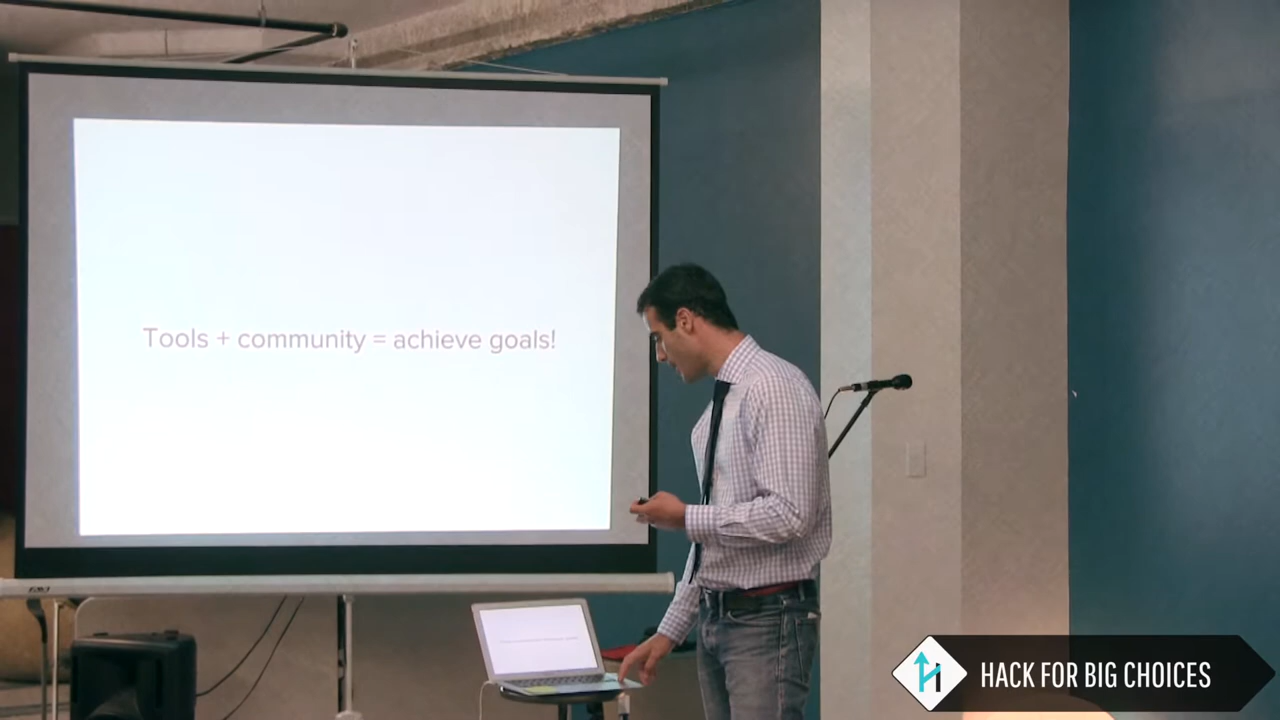 Tools + community = achieve goals!
HACK FOR BIG CHOICES